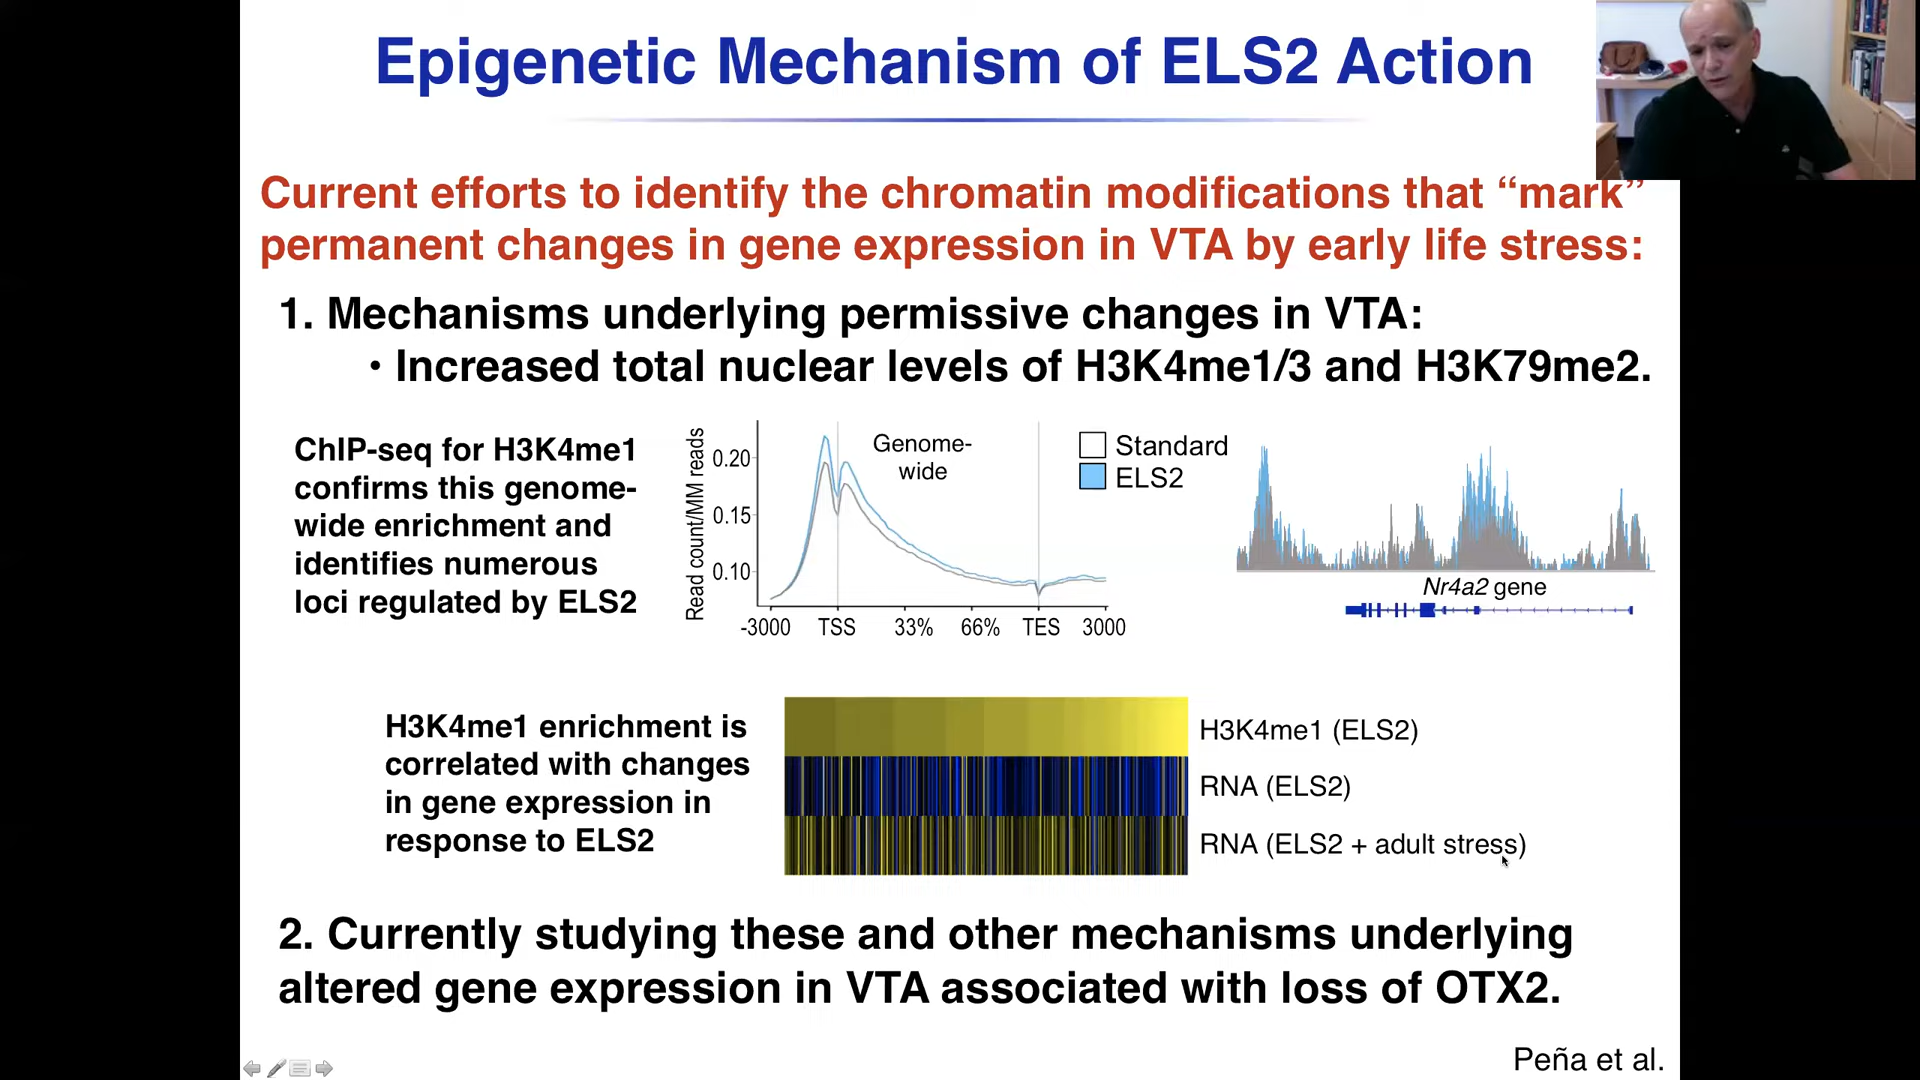 Epigenetic Mechanism of ELS2 Action
Current efforts to identify the chromatin modifications that “mark”
permanent changes in gene expression in VTA by early life stress:
1. Mechanisms underlying permissive changes in VTA:
• Increased total nuclear levels of H3K4me1/3 and H3K79me2.
ChIP-seq for H3K4me1
confirms this genome-
wide enrichment and
identifies numerous
loci regulated by ELS2
Read count/MM reads
0.20
0.15
0.10
Genome-
wide
-3000 TSS 33% 66% TES 3000
Standard
ELS2
Nr4a2 gene
H3K4me1 enrichment is
correlated with changes
in gene expression in
response to ELS2
H3K4me1 (ELS2)
RNA (ELS2)
RNA (ELS2 + adult stress)
2. Currently studying these and other mechanisms underlying
altered gene expression in VTA associated with loss of OTX2.
Peña et al.